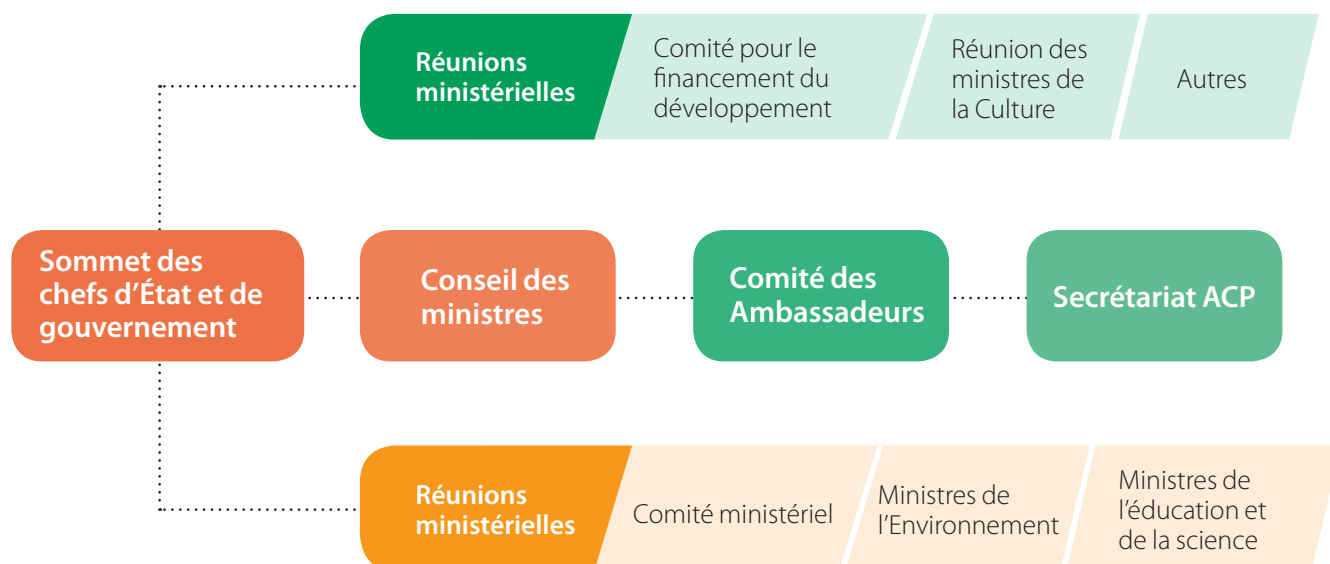 Réunions
ministérielles
Comité pour le
financement du
développement
Réunion des
ministres de
la Culture
Autres
Sommet des
chefs d’État et de
gouvernement
Conseil des
ministres
Comité des
Ambassadeurs
Secrétariat ACP
Réunions
ministérielles
Comité ministériel
Ministres de
l’Environnement
Ministres de
l’éducation et
de la science